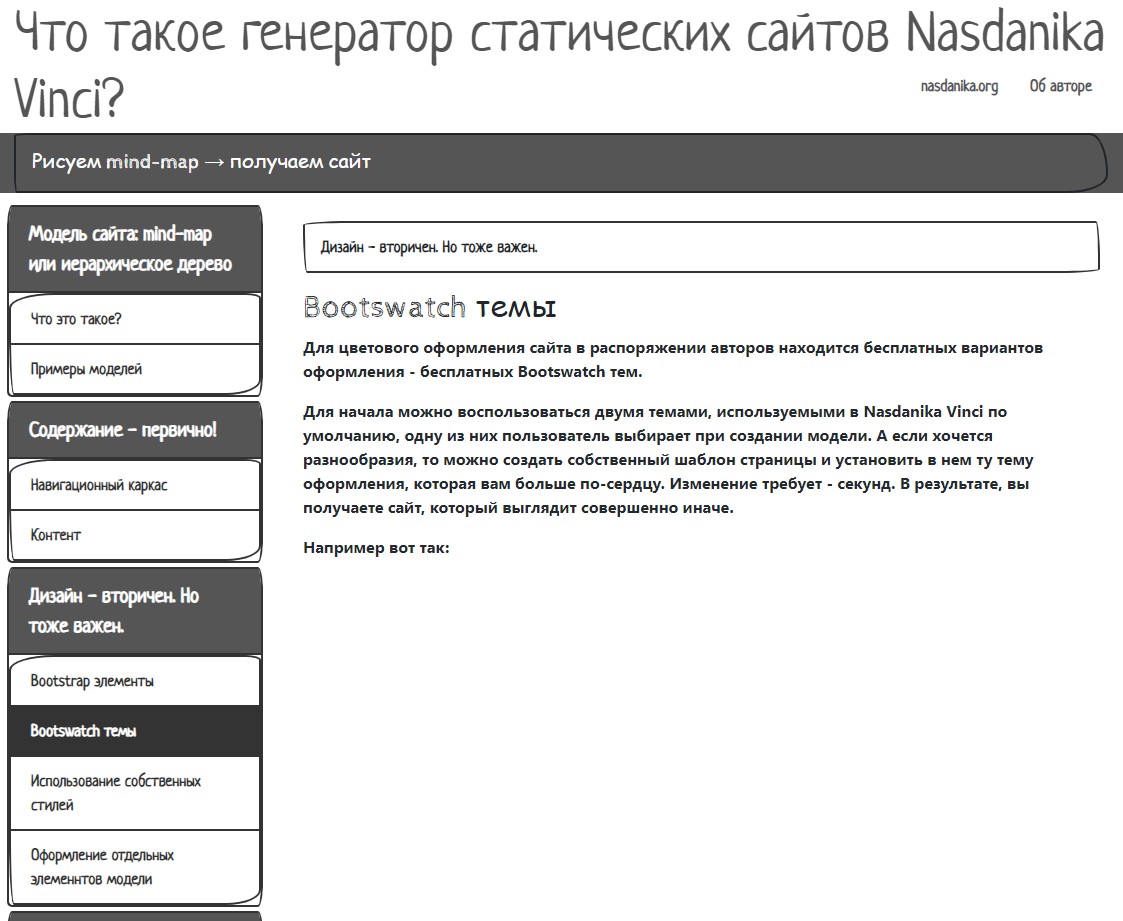 Что такое генератор статических сайтов Nasdanika
Vinci?
nasdanika.org Об авторе
Рисуем mind-map → получаем сайт
Модель сайта: mind-map
или иерархическое дерево
Что это такое?
Примеры моделей
Содержание - первично!
Навигационный каркас
Контент
Дизайн - вторичен. Но
тоже важен.
Bootstrap элементы
Bootswatch темы
Использование собственных
стилей
Оформление отдельных
элеменнтов модели
Дизайн - вторичен. Но тоже важен.
Bootswatch темы
Для цветового оформления сайта в распоряжении авторов находится бесплатных вариантов
оформления - бесплатных Bootswatch тем.
Для начала можно воспользоваться двумя темами, используемыми в Nasdanika Vinci по
умолчанию, одну из них пользователь выбирает при создании модели. А если хочется
разнообразия, то можно создать собственный шаблон страницы и установить в нем ту тему
оформления, которая вам больше по-сердцу. Изменение требует - секунд. В результате, вы
получаете сайт, который выглядит совершенно иначе.
Например вот так: